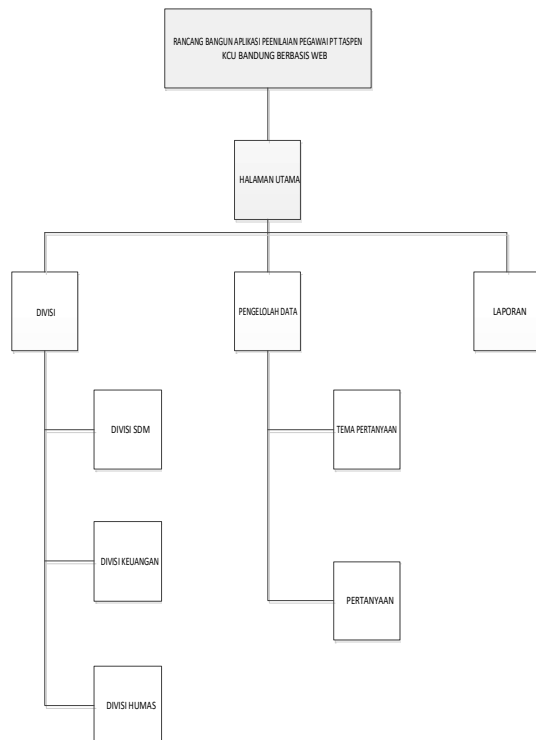 RANCANG BANGUN APLIKASI PEENILAIAN PEGAWAI PT TASPEN
KCU BANDUNG BERBASIS WEB
HALAMAN UTAMA
DIVISI
PENGELOLAH DATA
LAPORAN
DIVISI SDM
TEMA PERTANYAAN
DIVISI KEUANGAN
PERTANYAAN
DIVISI HUMAS